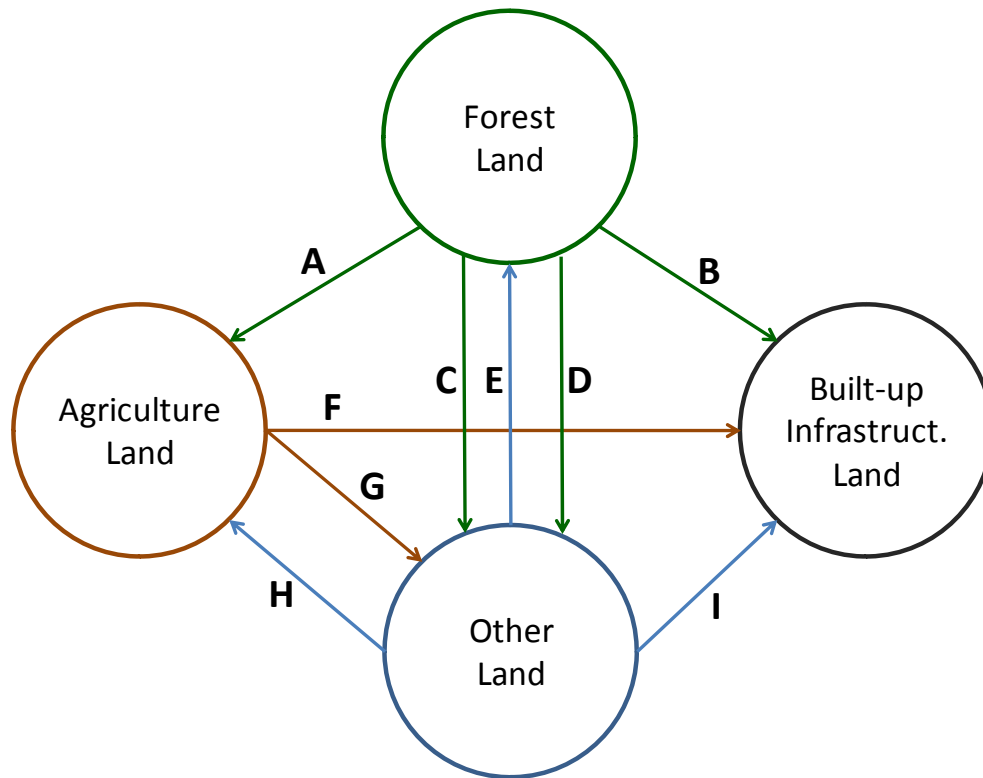 Forest
Land
A
B
Agriculture
Land
C
E
D
F
Built-up
Infrastruct.
Land
G
H
I
Other
Land